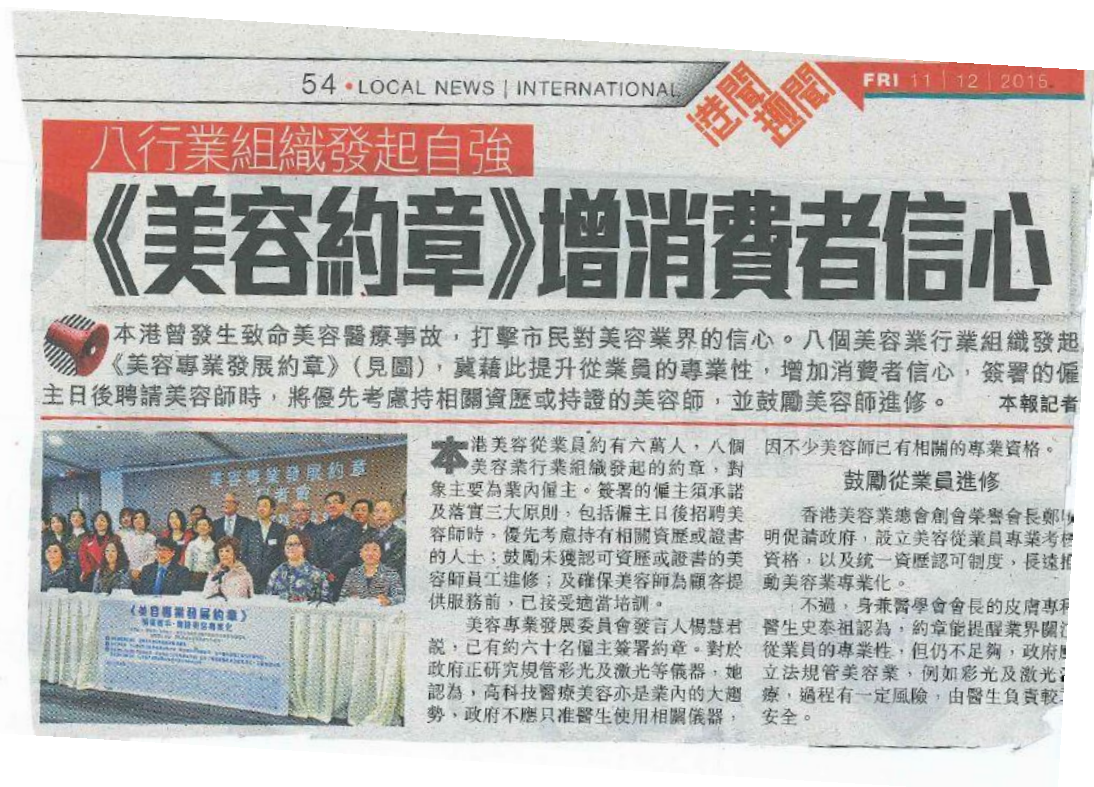 54 • LOCAL NEWS | INTERNATIONAL
港聞
趣聞
FRI 11 | 12 | 2015
八行業組織發起自強
《美容約章》增消費者信心
本港曾發生致命美容醫療事故，打擊市民對美容業界的信心。八個美容業行業組織發起
《美容專業發展約章》（見圖），冀藉此提升從業員的專業性，增加消費者信心，簽署的僱
主日後聘請美容師時，將優先考慮持相關資歷或持證的美容師，並鼓勵美容師進修。 本報記者
美容專業發展約章
《美容專業發展約章》
本港美容從業員約有六萬人，八個
美容業行業組織發起的約章，對
象主要為業內僱主。簽署的僱主須承諾
及落實三大原則，包括僱主日後招聘美
容師時，優先考慮持有相關資歷或證書
的人士；鼓勵未獲認可資歷或證書的美
容師員工進修；及確保美容師為顧客提
供服務前，已接受適當培訓。
美容專業發展委員會發言人楊慧君
說，已有約六十名僱主簽署約章。對於
政府正研究規管彩光及激光等儀器，她
認為，高科技醫療美容亦是業內的大趨
勢，政府不應只准醫生使用相關儀器，
因不少美容師已有相關的專業資格。
鼓勵從業員進修
香港美容業總會創會榮譽會長鄭
明促請政府，設立美容從業員專業考
資格，以及統一資歷認可制度，長遠推
動美容業專業化。
不過，身兼醫學會會長的皮膚專科
醫生史泰祖認為，約章能提醒業界關注
從業員的專業性，但仍不足夠，政府應
立法規管美容業，例如彩光及激光治
療，過程有一定風險，由醫生負責較
安全。